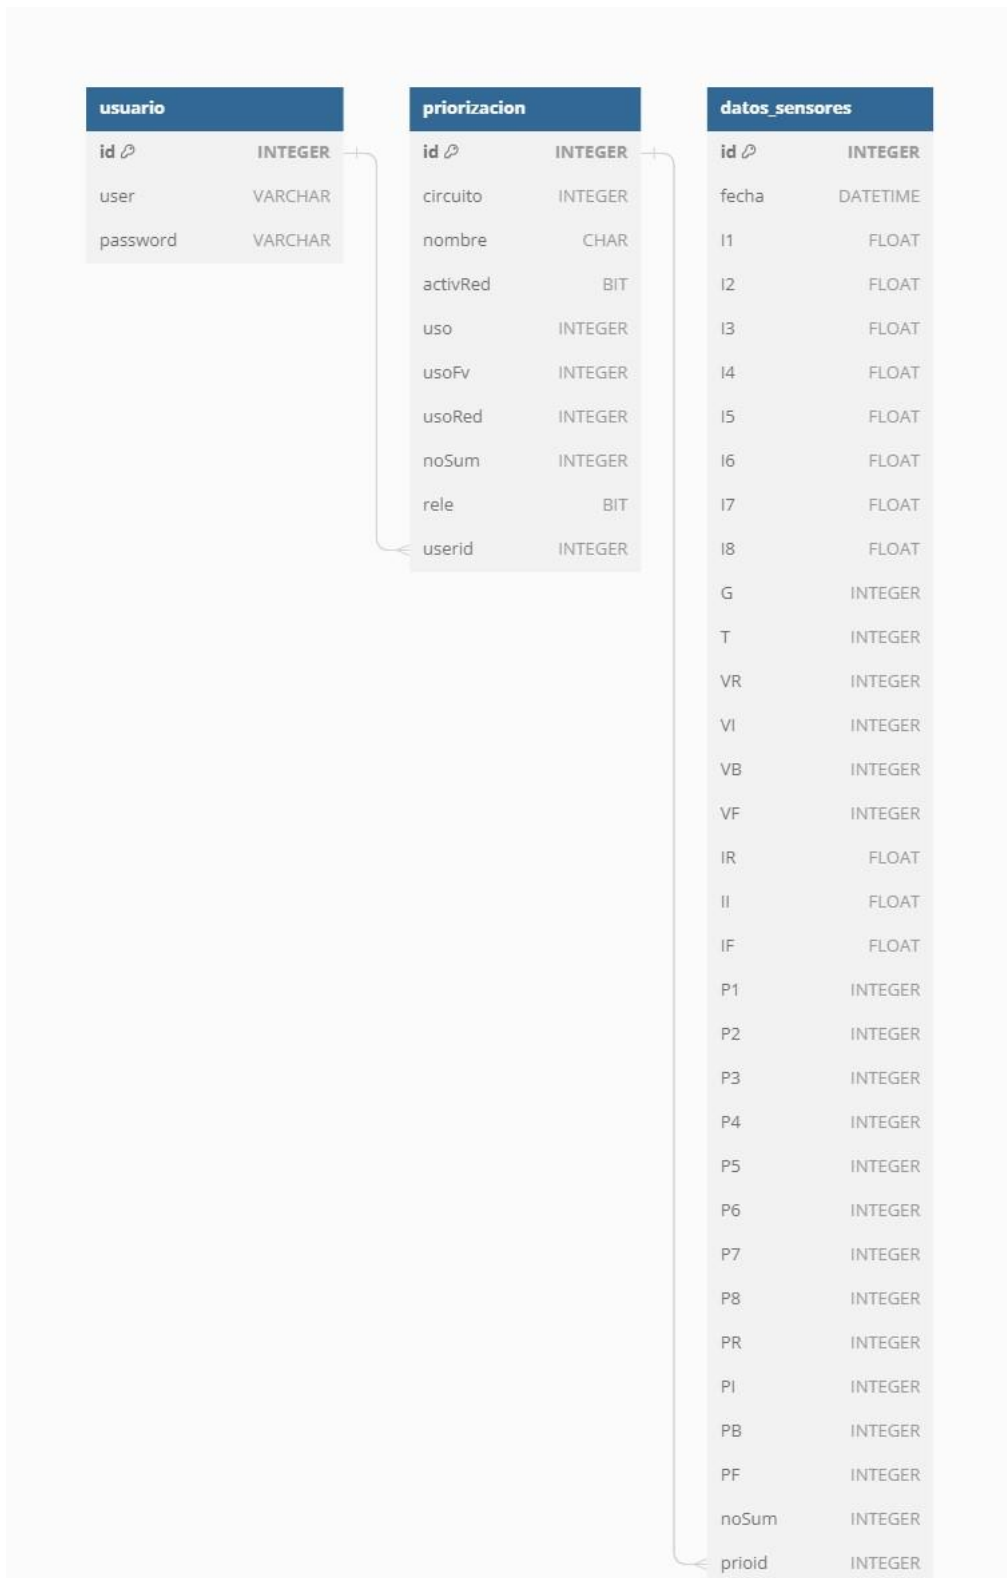 usuario
id INTEGER
user VARCHAR
password VARCHAR
priorizacion
id INTEGER
circuito INTEGER
nombre CHAR
activRed BIT
uso INTEGER
usoFv INTEGER
usoRed INTEGER
noSum INTEGER
rele BIT
userid INTEGER
datos_sensores
id INTEGER
fecha DATETIME
I1 FLOAT
I2 FLOAT
I3 FLOAT
I4 FLOAT
I5 FLOAT
I6 FLOAT
I7 FLOAT
I8 FLOAT
G INTEGER
T INTEGER
VR INTEGER
VI INTEGER
VB INTEGER
VF INTEGER
IR FLOAT
II FLOAT
IF FLOAT
P1 INTEGER
P2 INTEGER
P3 INTEGER
P4 INTEGER
P5 INTEGER
P6 INTEGER
P7 INTEGER
P8 INTEGER
PR INTEGER
PI INTEGER
PB INTEGER
PF INTEGER
noSum INTEGER
prioid INTEGER